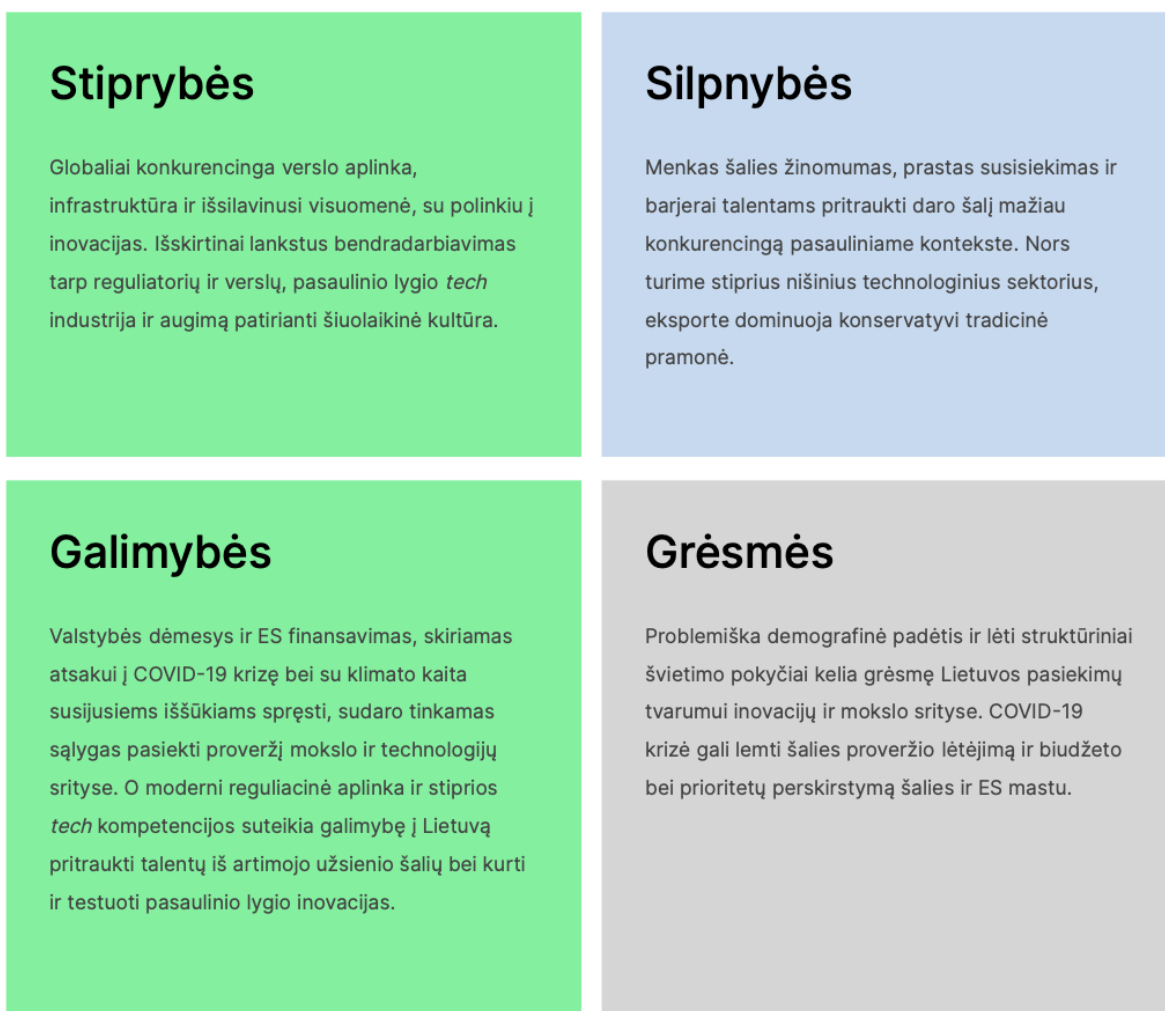 Stiprybės
Globaliai konkurencinga verslo aplinka,
infrastruktūra ir išsilavinusi visuomenė, su polinkiu į
inovacijas. Išskirtinai lankstus bendradarbiavimas
tarp reguliatorių ir verslų, pasaulinio lygio tech
industrija ir augimą patirianti šiuolaikinė kultūra.
Silpnybės
Menkas šalies žinomumas, prastas susisiekimas ir
barjerai talentams pritraukti daro šalį mažiau
konkurencingą pasauliniame kontekste. Nors
turime stiprius nišinius technologinius sektorius,
eksporte dominuoja konservatyvi tradicinė
pramonė.
Galimybės
Valstybės dėmesys ir ES finansavimas, skiriamas
atsakui į COVID-19 krizę bei su klimato kaita
susijusiems iššūkiams spręsti, sudaro tinkamas
sąlygas pasiekti proveržį mokslo ir technologijų
srityse. O moderni reguliacinė aplinka ir stiprios
tech kompetencijos suteikia galimybę į Lietuvą
pritraukti talentų iš artimojo užsienio šalių bei kurti
ir testuoti pasaulinio lygio inovacijas.
Grėsmės
Problemiška demografinė padėtis ir lėti struktūriniai
švietimo pokyčiai kelia grėsmę Lietuvos pasiekimų
tvarumui inovacijų ir mokslo srityse. COVID-19
krizė gali lemti šalies proveržio lėtėjimą ir biudžeto
bei prioritetų perskirstymą šalies ir ES mastu.